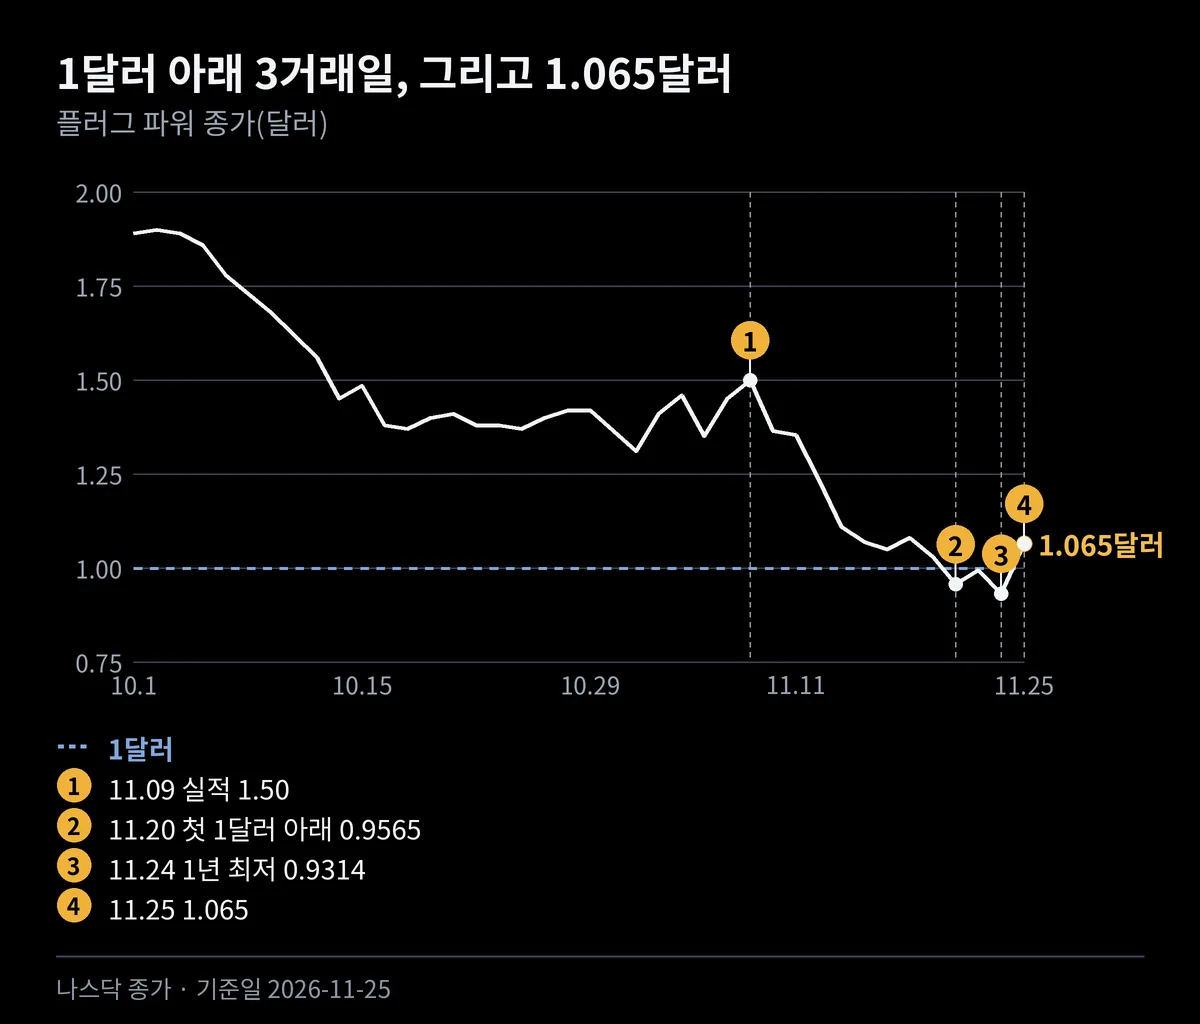 1달러 아래 3거래일, 그리고 1.065달러
플러그 파워 종가(달러)
2.00
1.75
1.50
1.25
1.00
0.75
1
2
3
4
1.065달러
10.1
10.15
10.29
11.11
11.25
1달러
1 11.09 실적 1.50
2 11.20 첫 1달러 아래 0.9565
3 11.24 1년 최저 0.9314
4 11.25 1.065
나스닥 종가 · 기준일 2026-11-25